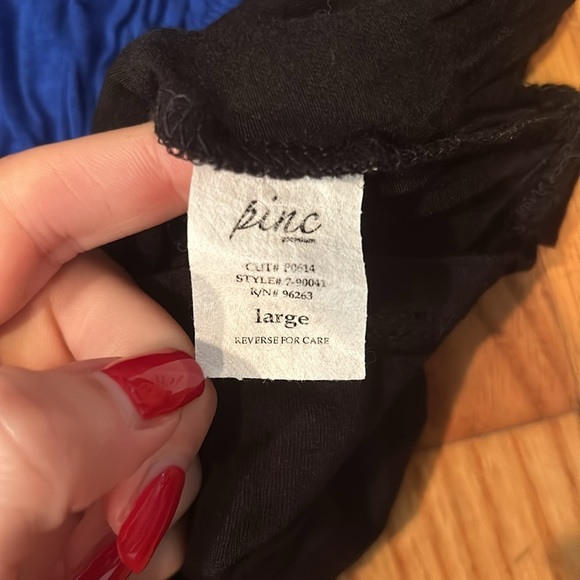 pinc
premium
CUT# P0614
STYLE# 7-90041
R/N# 96263
large
REVERSE FOR CARE